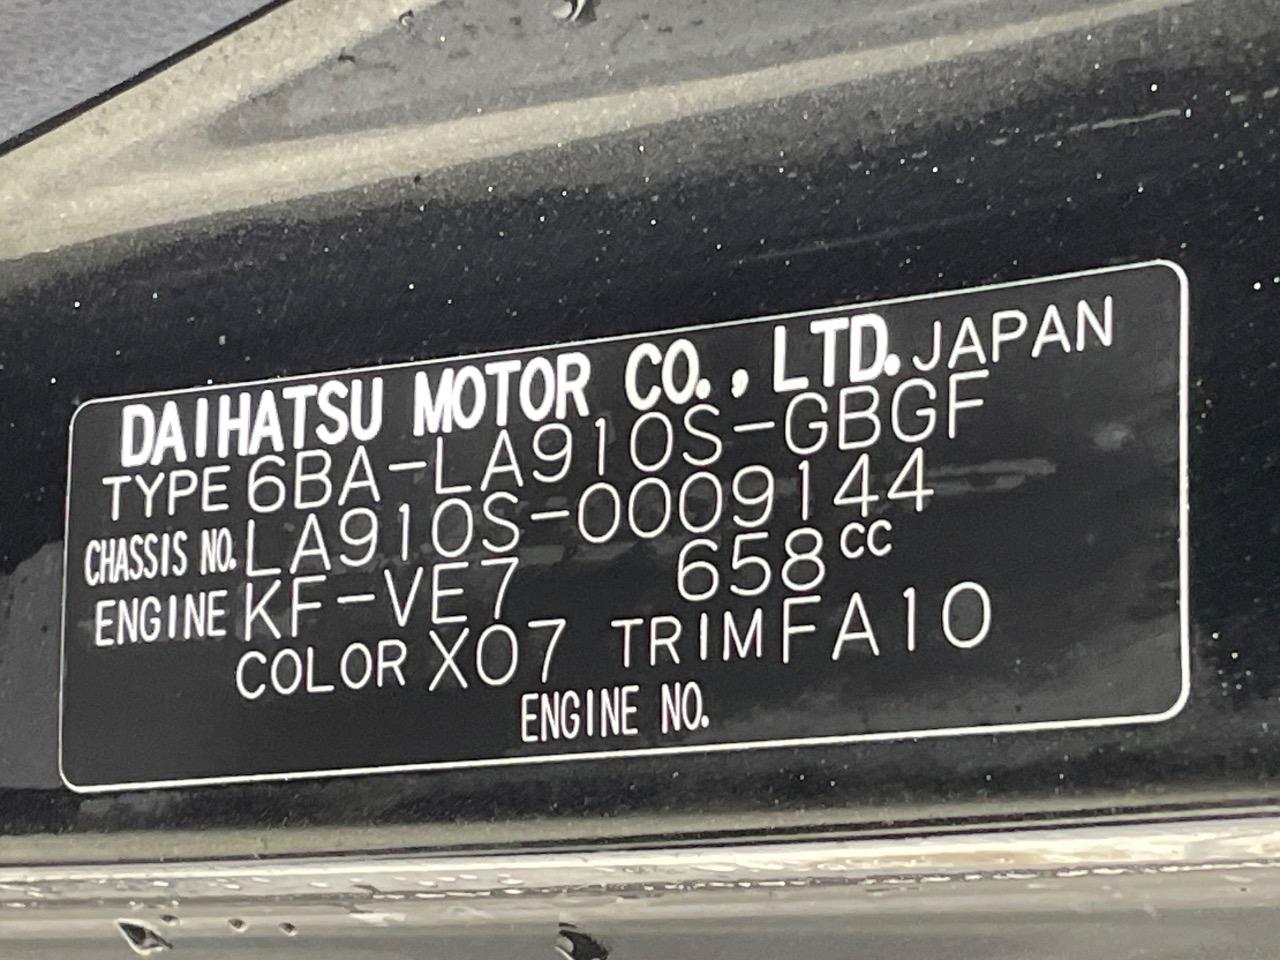 DAIHATSU MOTOR CO., LTD. JAPAN
TYPE 6BA-LA910S-GBGF
CHASSIS NO. LA910S-0009144
ENGINE KF-VE7 658cc
COLOR X07 TRIM FA10
ENGINE NO.